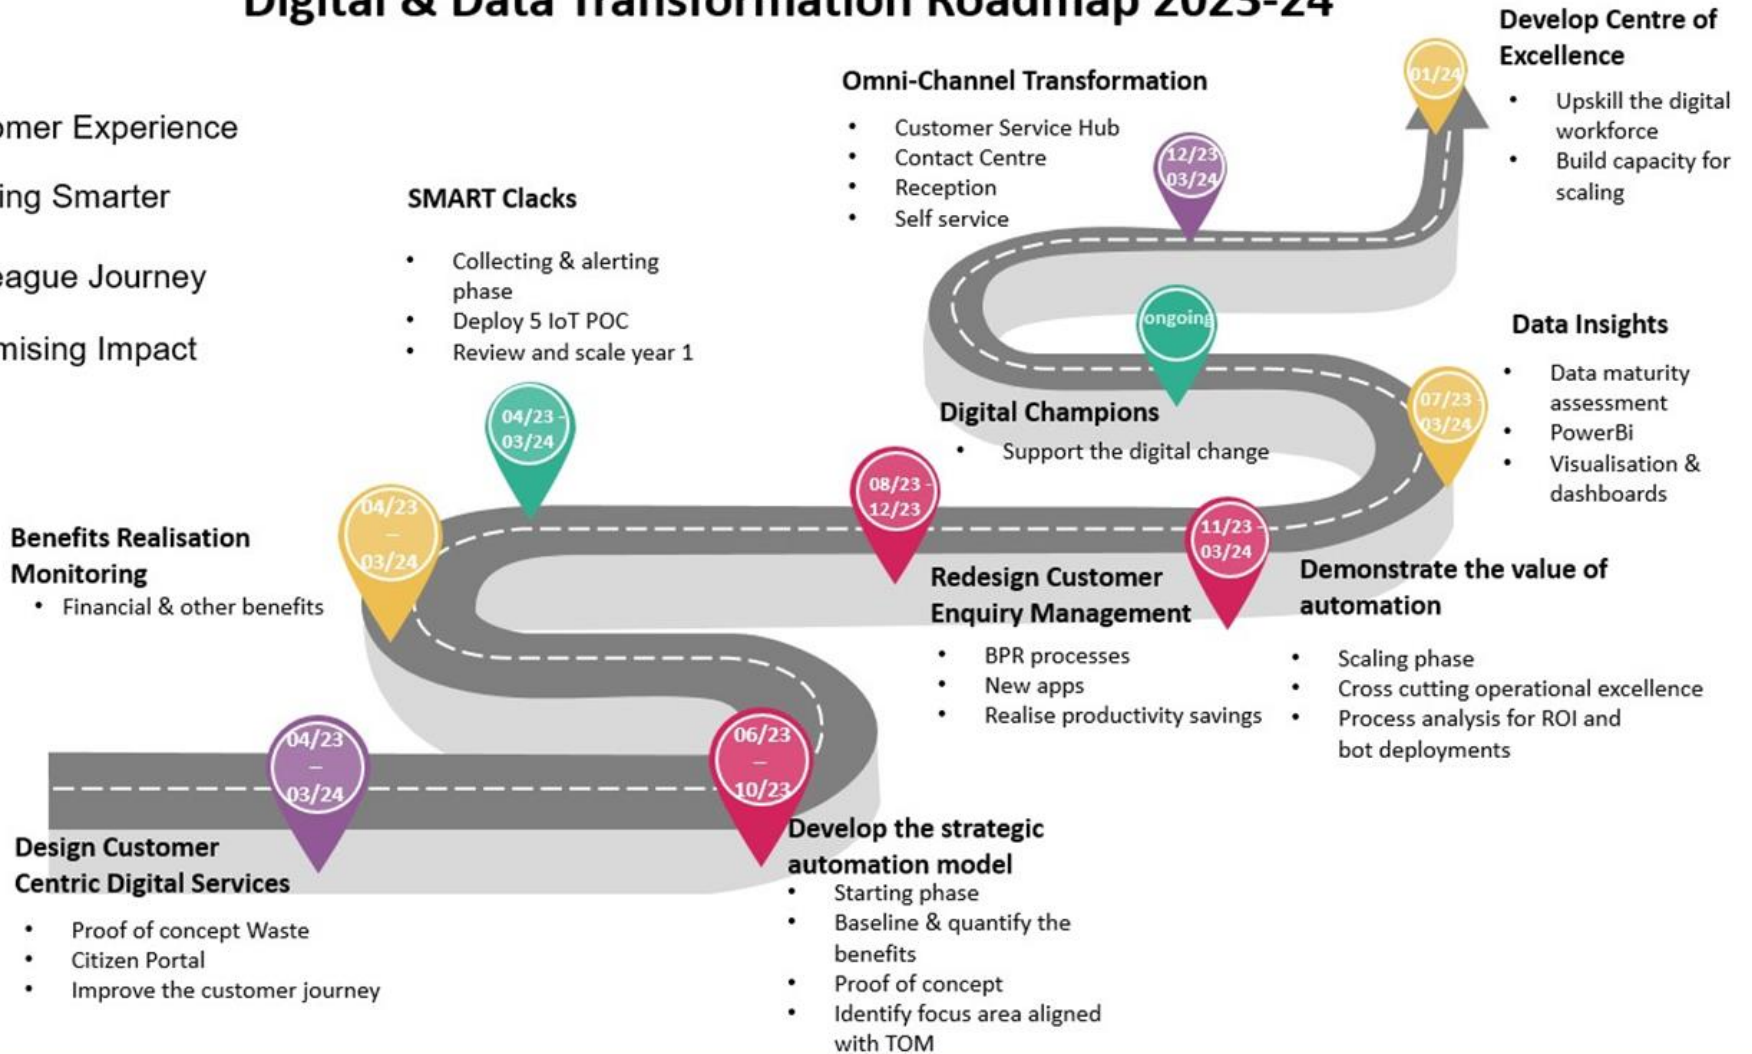 Digital & Data Transformation Roadmap 2023-24
omer Experience
ing Smarter
eague Journey
mising Impact
SMART Clacks
• Collecting & alerting
phase
• Deploy 5 IoT POC
• Review and scale year 1
04/23 -
03/24
Omni-Channel Transformation
• Customer Service Hub
• Contact Centre
• Reception
• Self service
12/23
03/24
01/24
Develop Centre of
Excellence
• Upskill the digital
workforce
• Build capacity for
scaling
ongoing
Digital Champions
• Support the digital change
07/23 -
03/24
Data Insights
• Data maturity
assessment
• PowerBi
• Visualisation &
dashboards
Benefits Realisation
Monitoring
• Financial & other benefits
04/23
–
03/24
08/23 -
12/23
Redesign Customer
Enquiry Management
• BPR processes
• New apps
• Realise productivity savings
11/23 -
03/24
Demonstrate the value of
automation
• Scaling phase
• Cross cutting operational excellence
• Process analysis for ROI and
bot deployments
04/23
–
03/24
Design Customer
Centric Digital Services
• Proof of concept Waste
• Citizen Portal
• Improve the customer journey
06/23
–
10/23
Develop the strategic
automation model
• Starting phase
• Baseline & quantify the
benefits
• Proof of concept
• Identify focus area aligned
with TOM